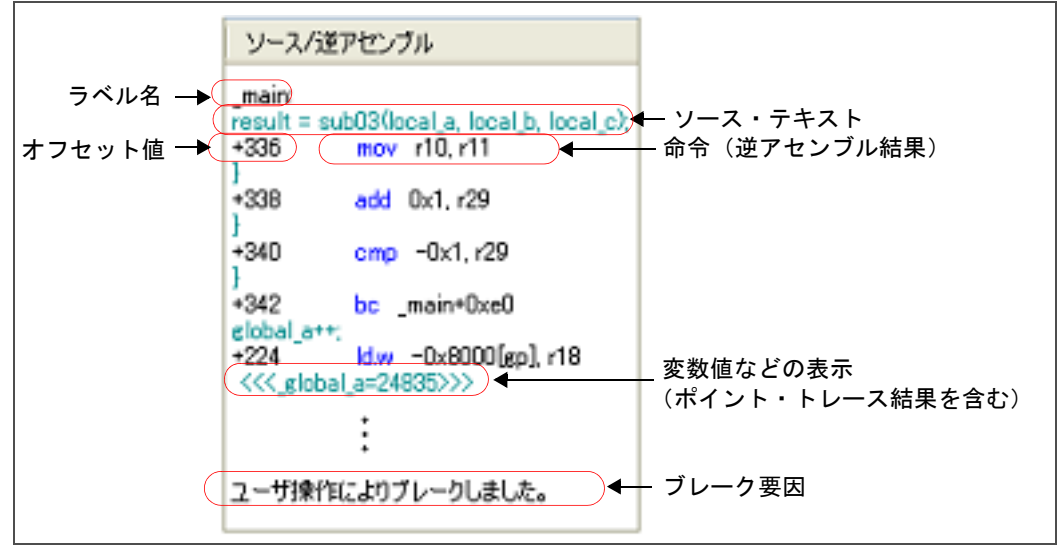 ソース/逆アセンブル
ラベル名
_main
result = sub03(local_a, local_b, local_c);
ソース・テキスト
オフセット値
+336 mov r10, r11
命令（逆アセンブル結果）
}
+338 add 0x1, r29
}
+340 cmp -0x1, r29
}
+342 bc _main+0xe0
global_a++;
+224 ld.w -0x8000[gp], r18
<<<_global_a=24835>>>
変数値などの表示
（ポイント・トレース結果を含む）
ユーザ操作によりブレークしました。
ブレーク要因